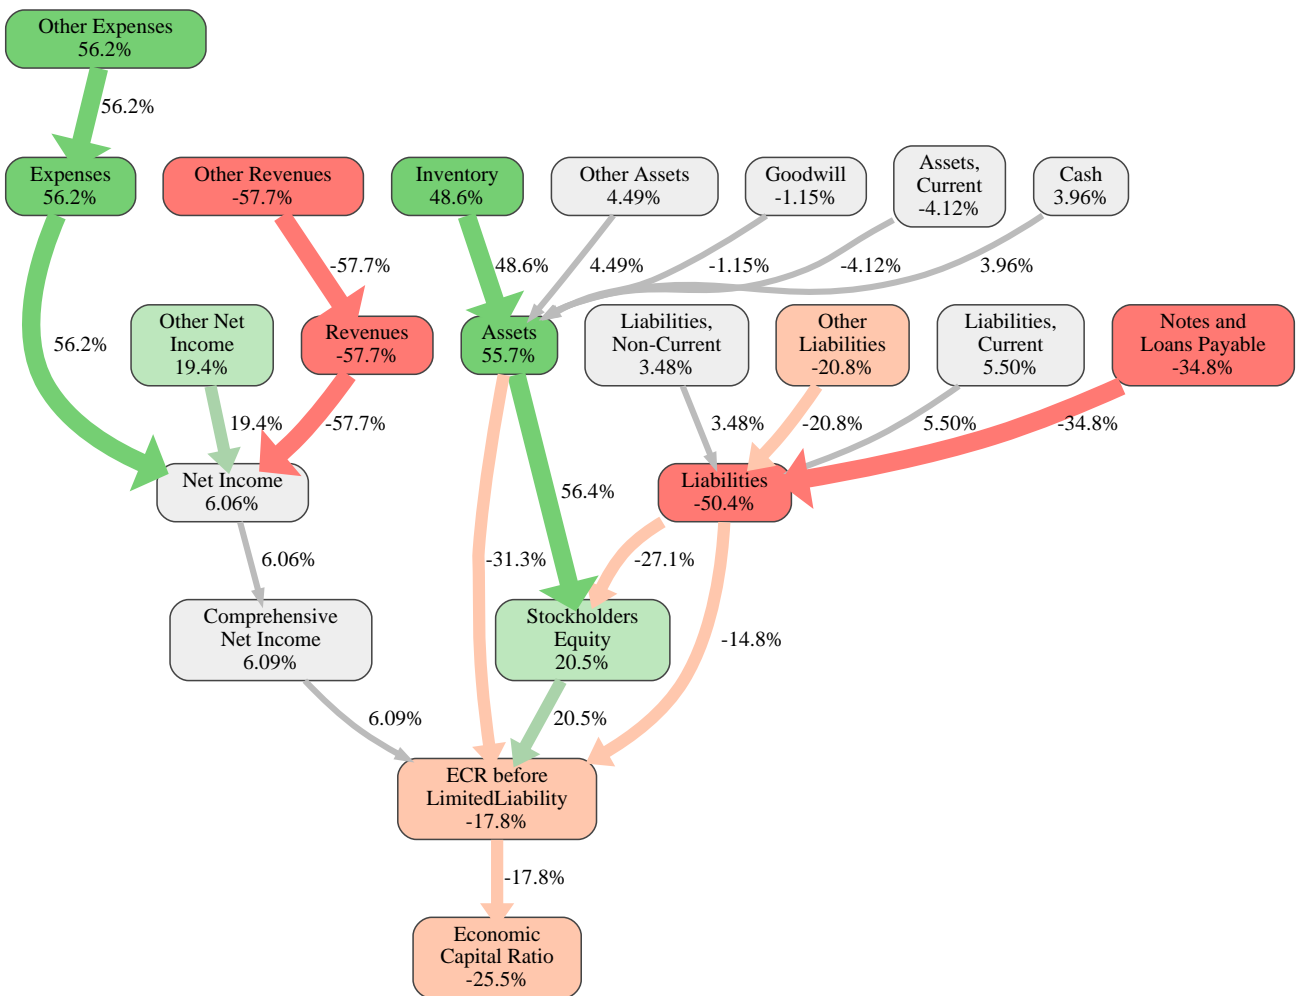 Other Expenses
56.2%
56.2%
Expenses
56.2%
Other Revenues
-57.7%
Inventory
48.6%
Other Assets
4.49%
Goodwill
-1.15%
Assets,
Current
-4.12%
Cash
3.96%
-57.7%
48.6%
4.49%
-1.15%
-4.12%
3.96%
56.2%
Other Net
Income
19.4%
Revenues
-57.7%
Assets
55.7%
Liabilities,
Non-Current
3.48%
Other
Liabilities
-20.8%
Liabilities,
Current
5.50%
Notes and
Loans Payable
-34.8%
19.4%
-57.7%
3.48%
-20.8%
5.50%
-34.8%
Net Income
6.06%
56.4%
Liabilities
-50.4%
6.06%
-31.3%
-27.1%
Comprehensive
Net Income
6.09%
Stockholders
Equity
20.5%
-14.8%
6.09%
20.5%
ECR before
LimitedLiability
-17.8%
-17.8%
Economic
Capital Ratio
-25.5%